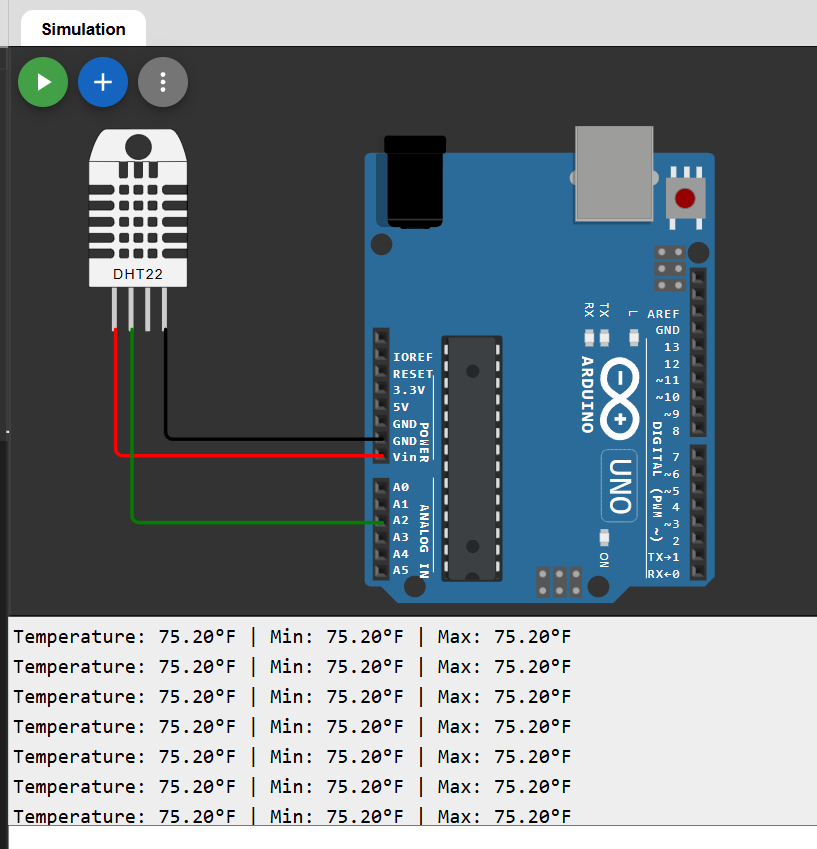 Simulation
DHT22
IOREF
RESET
3.3V
5V
GND
GND
Vin
POWER
A0
A1
A2
A3
A4
A5
ANALOG IN
RX
TX
L
ARDUINO
UNO
ON
AREF
GND
13
12
~11
~10
~9
8
7
~6
~5
4
~3
2
TX→1
RX←0
DIGITAL (PWM ~)
Temperature: 75.20°F | Min: 75.20°F | Max: 75.20°F
Temperature: 75.20°F | Min: 75.20°F | Max: 75.20°F
Temperature: 75.20°F | Min: 75.20°F | Max: 75.20°F
Temperature: 75.20°F | Min: 75.20°F | Max: 75.20°F
Temperature: 75.20°F | Min: 75.20°F | Max: 75.20°F
Temperature: 75.20°F | Min: 75.20°F | Max: 75.20°F
Temperature: 75.20°F | Min: 75.20°F | Max: 75.20°F